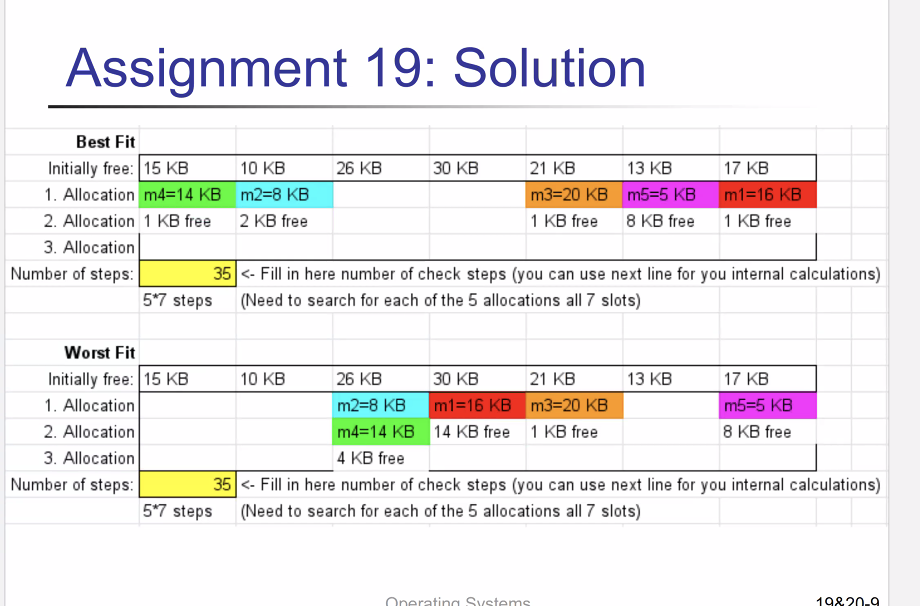 Assignment 19: Solution
Best Fit
Initially free: 15 KB 10 KB 26 KB 30 KB 21 KB 13 KB 17 KB
1. Allocation m4=14 KB m2=8 KB m3=20 KB m5=5 KB m1=16 KB
2. Allocation 1 KB free 2 KB free 1 KB free 8 KB free 1 KB free
3. Allocation
Number of steps: 35 <- Fill in here number of check steps (you can use next line for you internal calculations)
5*7 steps (Need to search for each of the 5 allocations all 7 slots)
Worst Fit
Initially free: 15 KB 10 KB 26 KB 30 KB 21 KB 13 KB 17 KB
1. Allocation m2=8 KB m1=16 KB m3=20 KB m5=5 KB
2. Allocation m4=14 KB 14 KB free 1 KB free 8 KB free
3. Allocation 4 KB free
Number of steps: 35 <- Fill in here number of check steps (you can use next line for you internal calculations)
5*7 steps (Need to search for each of the 5 allocations all 7 slots)
Operating Systems 19&20-9